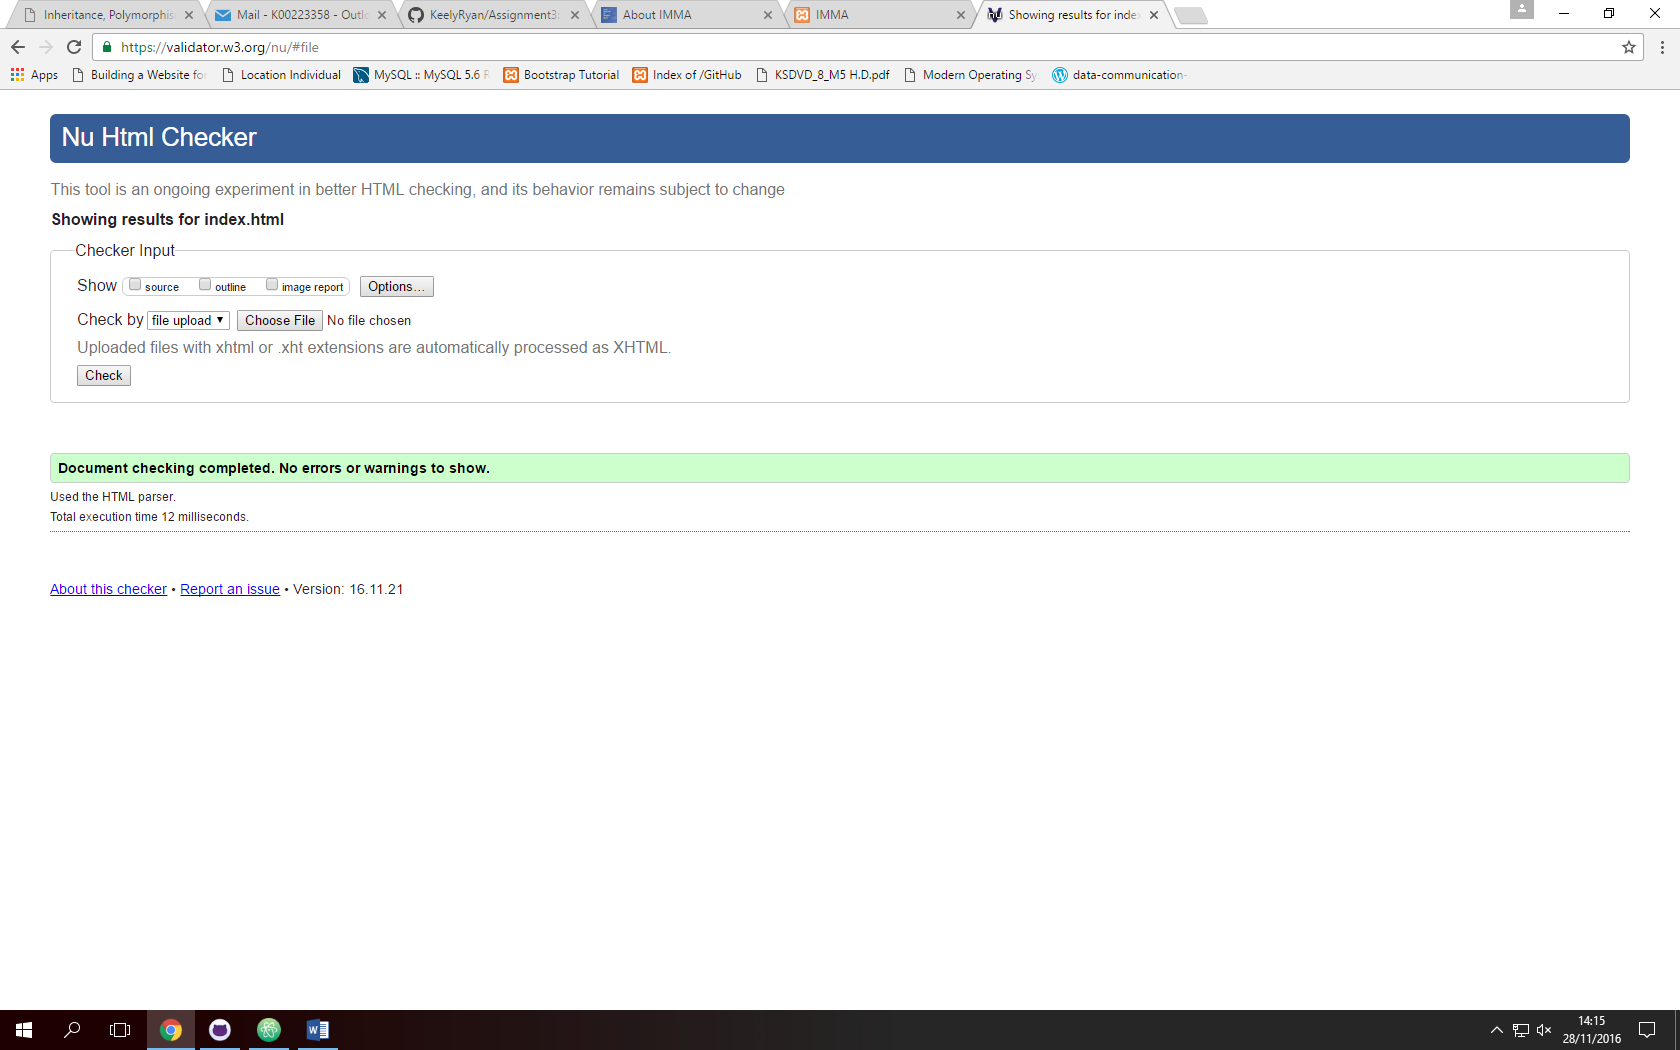 Inheritance, Polymorphis
Mail - K00223358 - Outlo
KeelyRyan/Assignment3:
About IMMA
IMMA
Showing results for index
https://validator.w3.org/nu/#file
Apps
Building a Website for
Location Individual
MySQL :: MySQL 5.6 R
Bootstrap Tutorial
Index of /GitHub
KSDVD_8_M5 H.D.pdf
Modern Operating Sy
data-communication-
Nu Html Checker
This tool is an ongoing experiment in better HTML checking, and its behavior remains subject to change
Showing results for index.html
Checker Input
Show source outline image report Options...
Check by file upload Choose File No file chosen
Uploaded files with xhtml or .xht extensions are automatically processed as XHTML.
Check
Document checking completed. No errors or warnings to show.
Used the HTML parser.
Total execution time 12 milliseconds.
About this checker • Report an issue • Version: 16.11.21
14:15
28/11/2016